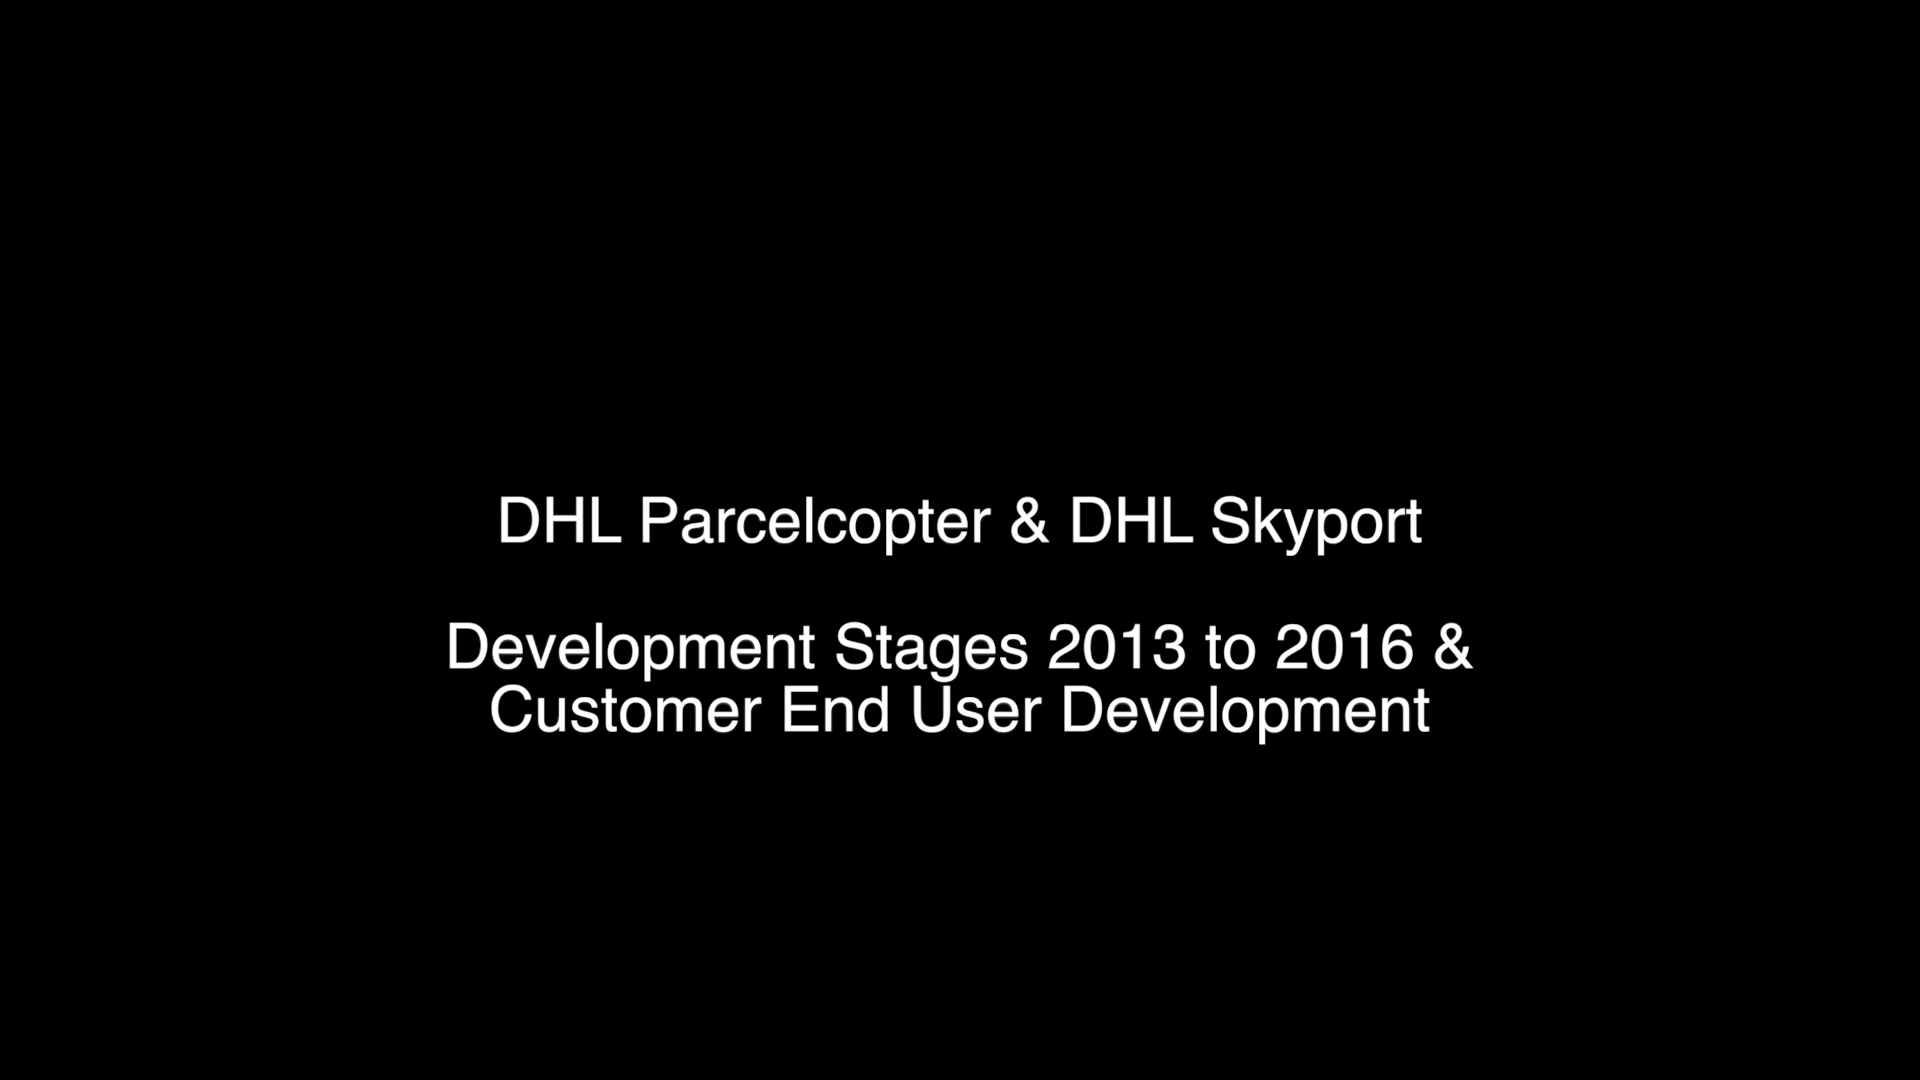 DHL Parcelcopter & DHL Skyport
Development Stages 2013 to 2016 &
Customer End User Development